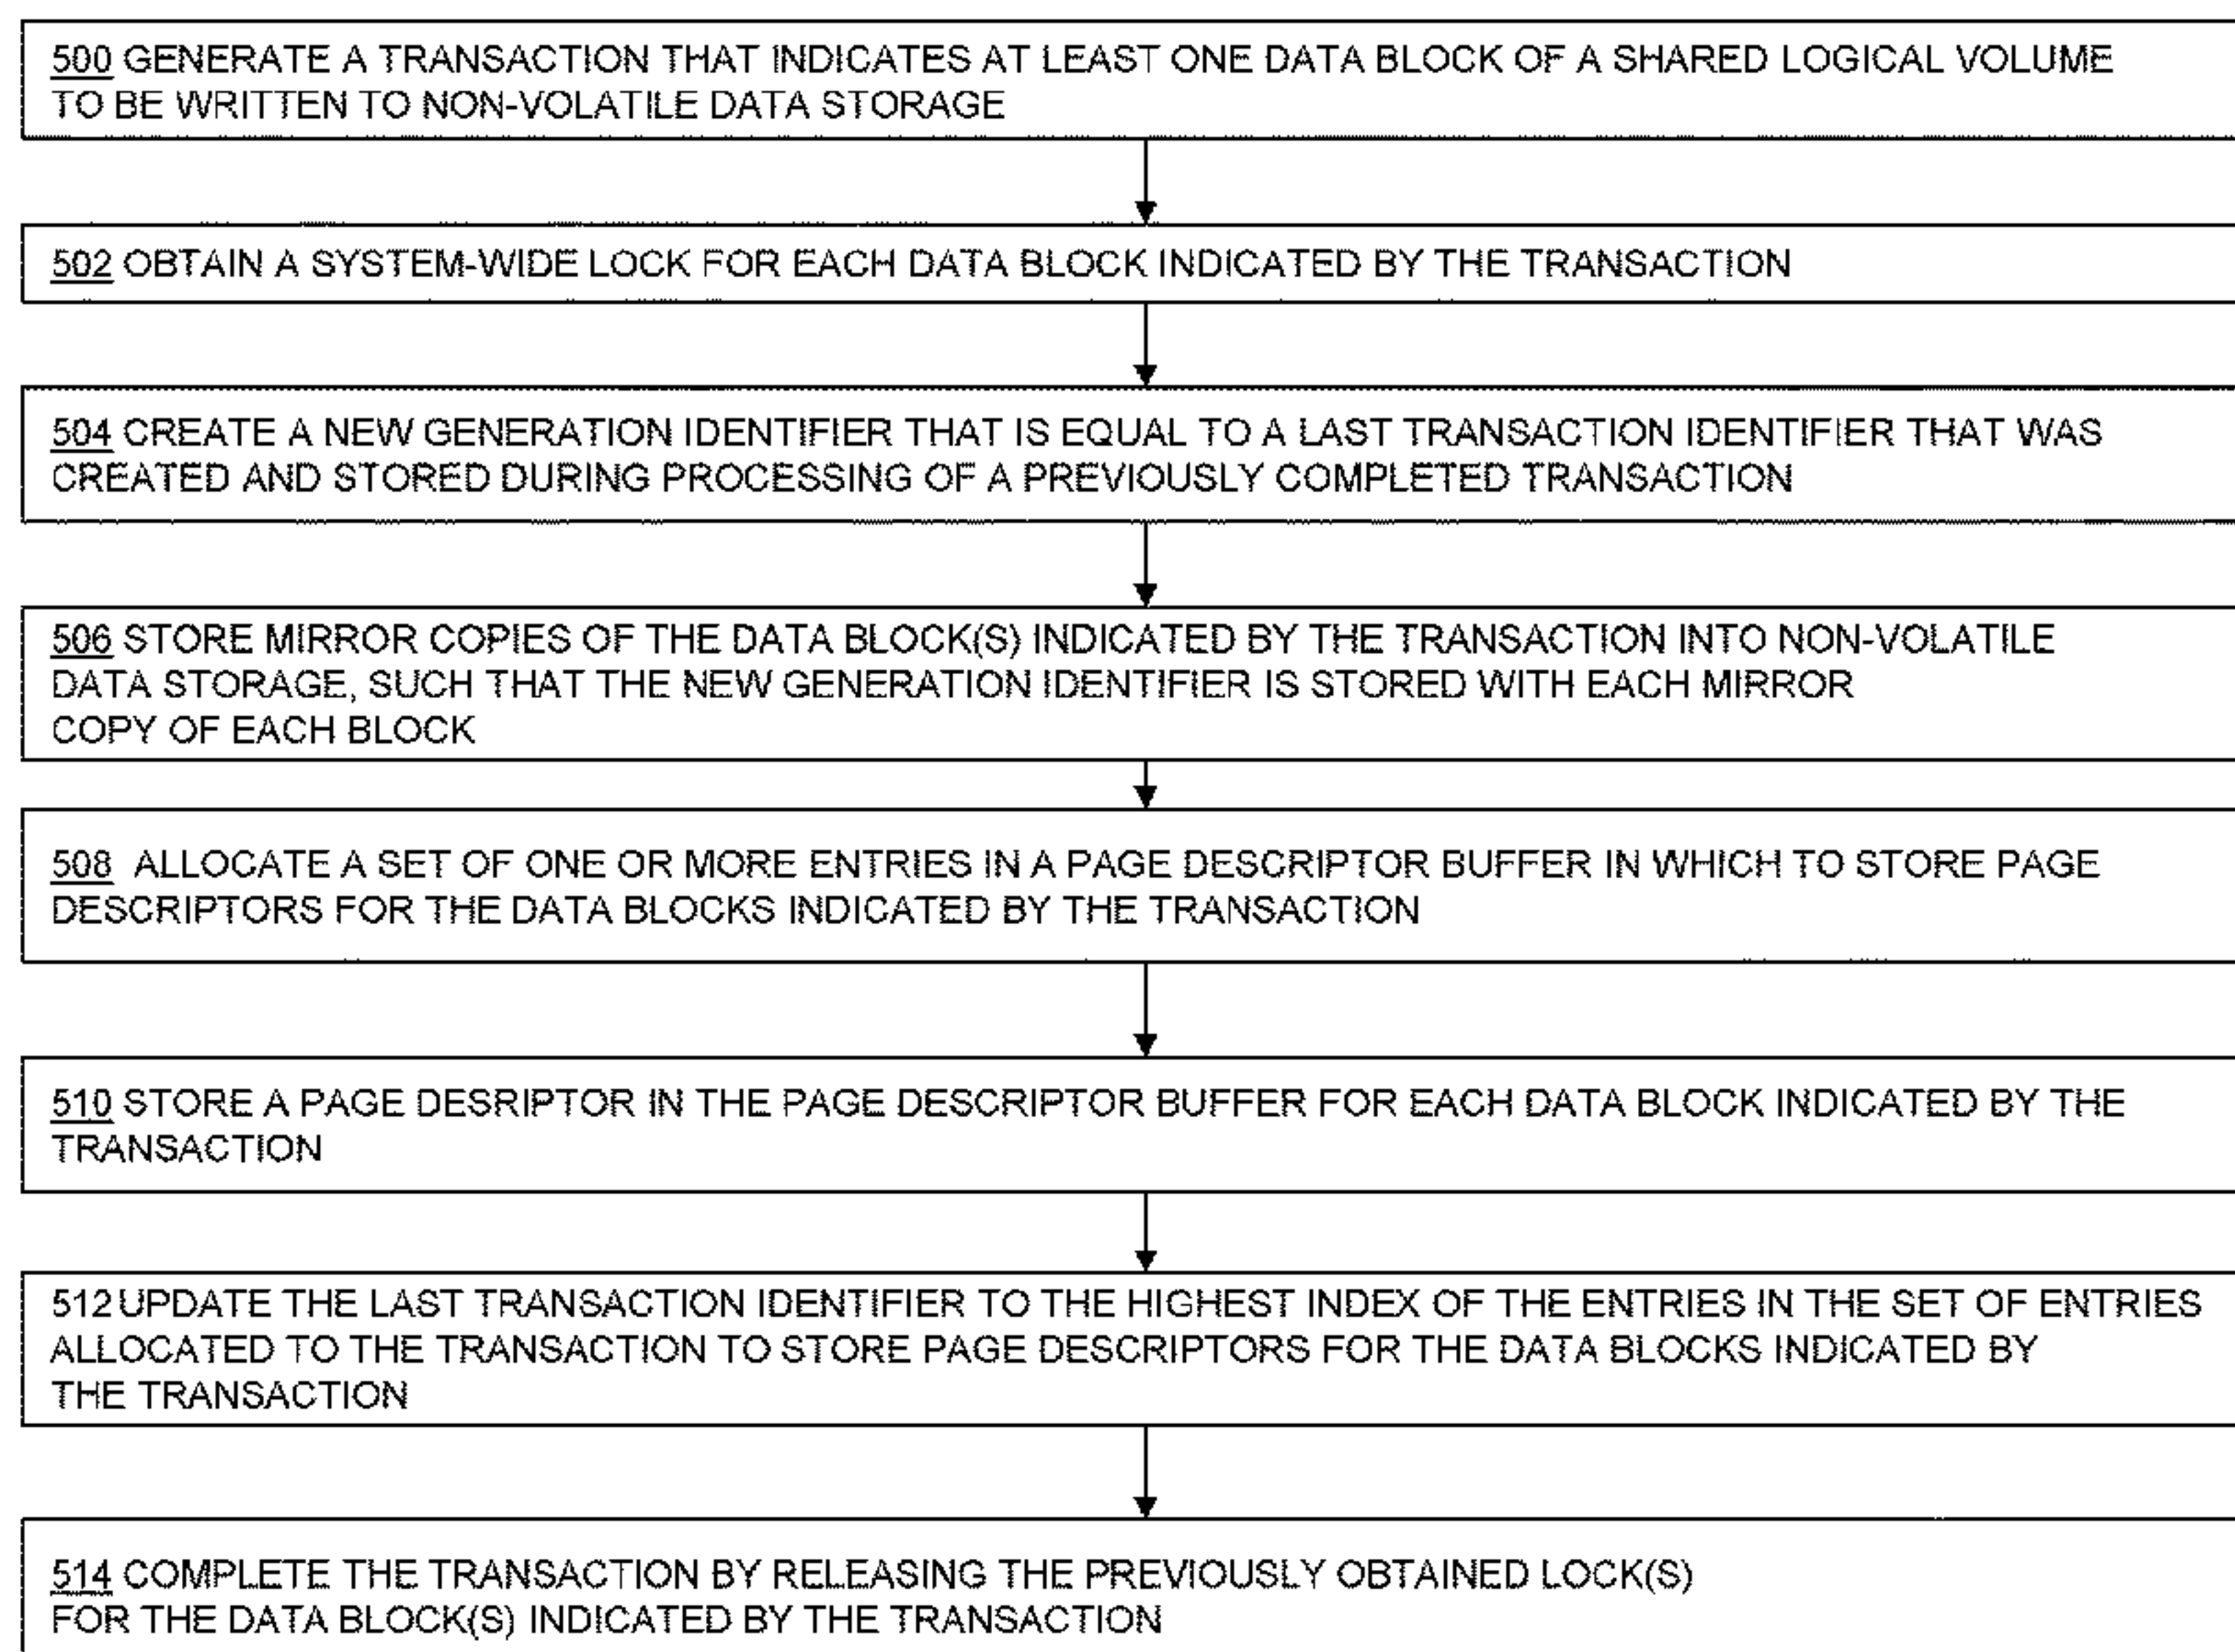 500 GENERATE A TRANSACTION THAT INDICATES AT LEAST ONE DATA BLOCK OF A SHARED LOGICAL VOLUME
TO BE WRITTEN TO NON-VOLATILE DATA STORAGE
502 OBTAIN A SYSTEM-WIDE LOCK FOR EACH DATA BLOCK INDICATED BY THE TRANSACTION
504 CREATE A NEW GENERATION IDENTIFIER THAT IS EQUAL TO A LAST TRANSACTION IDENTIFIER THAT WAS
CREATED AND STORED DURING PROCESSING OF A PREVIOUSLY COMPLETED TRANSACTION
506 STORE MIRROR COPIES OF THE DATA BLOCK(S) INDICATED BY THE TRANSACTION INTO NON-VOLATILE
DATA STORAGE, SUCH THAT THE NEW GENERATION IDENTIFIER IS STORED WITH EACH MIRROR
COPY OF EACH BLOCK
508 ALLOCATE A SET OF ONE OR MORE ENTRIES IN A PAGE DESCRIPTOR BUFFER IN WHICH TO STORE PAGE
DESCRIPTORS FOR THE DATA BLOCKS INDICATED BY THE TRANSACTION
510 STORE A PAGE DESRIPTOR IN THE PAGE DESCRIPTOR BUFFER FOR EACH DATA BLOCK INDICATED BY THE
TRANSACTION
512 UPDATE THE LAST TRANSACTION IDENTIFIER TO THE HIGHEST INDEX OF THE ENTRIES IN THE SET OF ENTRIES
ALLOCATED TO THE TRANSACTION TO STORE PAGE DESCRIPTORS FOR THE DATA BLOCKS INDICATED BY
THE TRANSACTION
514 COMPLETE THE TRANSACTION BY RELEASING THE PREVIOUSLY OBTAINED LOCK(S)
FOR THE DATA BLOCK(S) INDICATED BY THE TRANSACTION